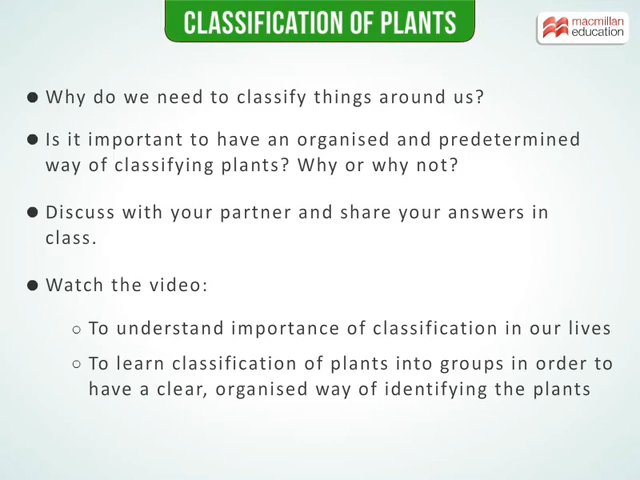 CLASSIFICATION OF PLANTS
macmillan
education
● Why do we need to classify things around us?
● Is it important to have an organised and predetermined
way of classifying plants? Why or why not?
● Discuss with your partner and share your answers in
class.
● Watch the video:
○ To understand importance of classification in our lives
○ To learn classification of plants into groups in order to
have a clear, organised way of identifying the plants